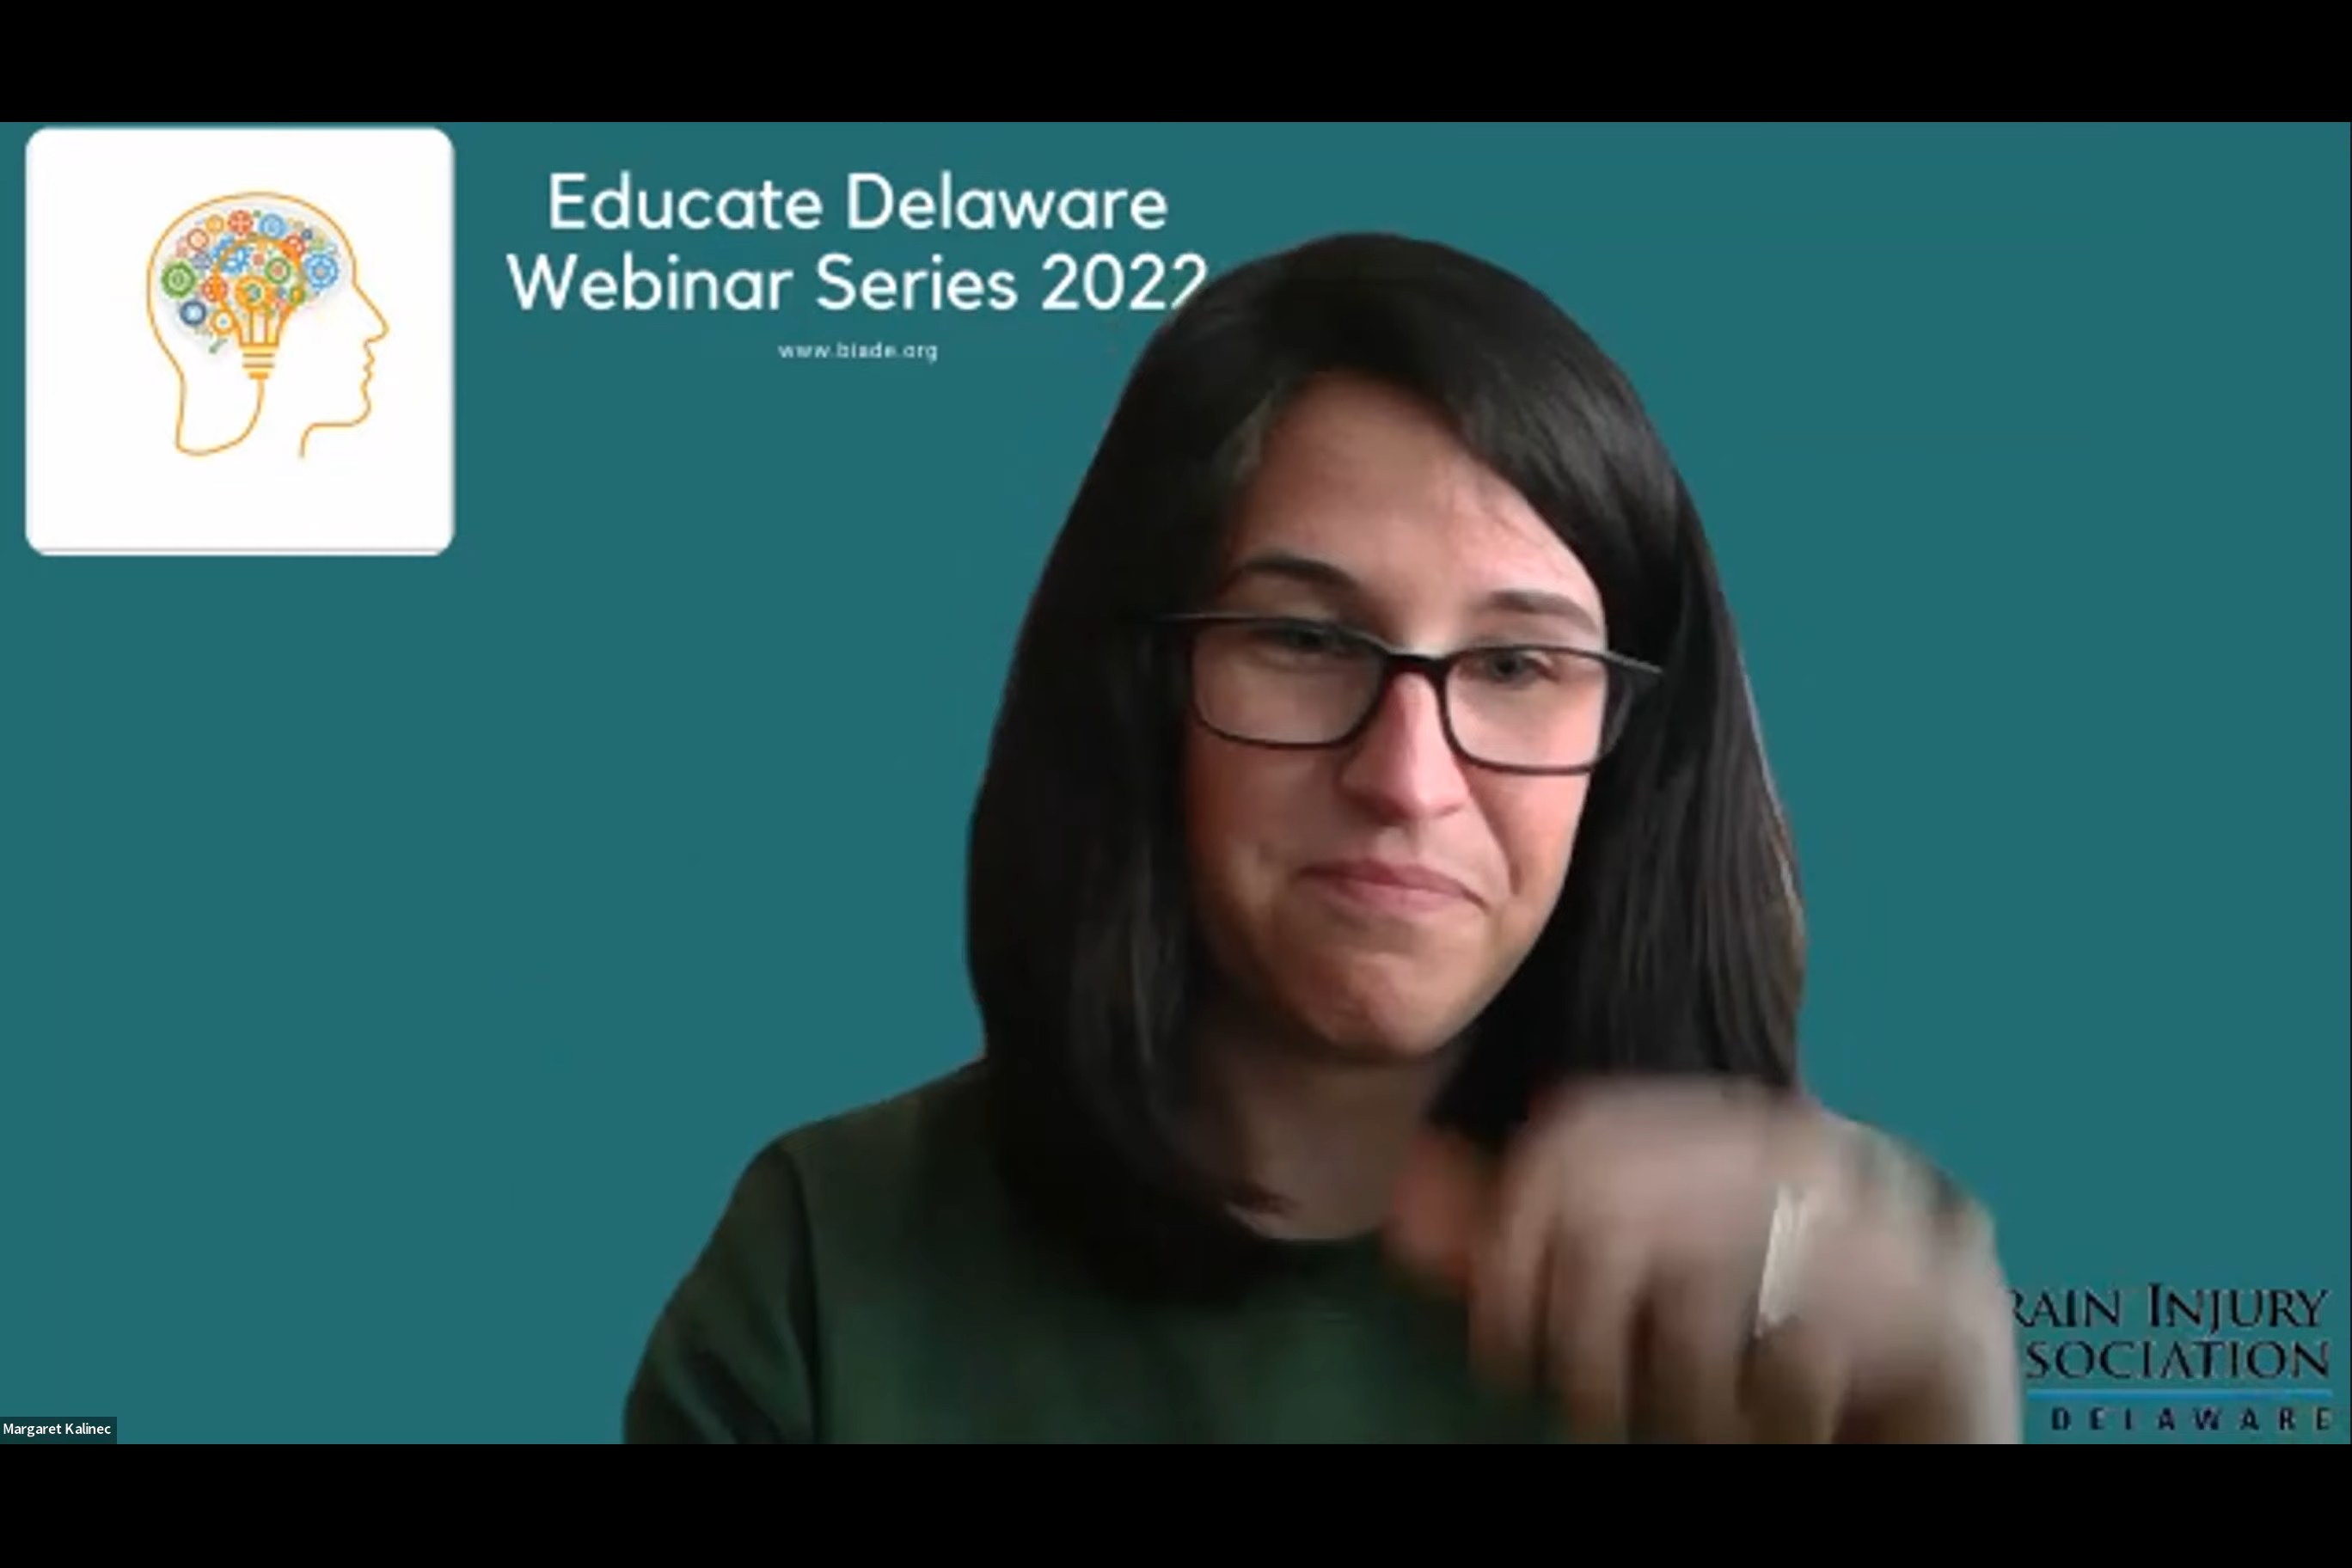 Educate Delaware
Webinar Series 2022
www.biade.org
RAIN INJURY
SOCIATION
DELAWARE
Margaret Kalinec